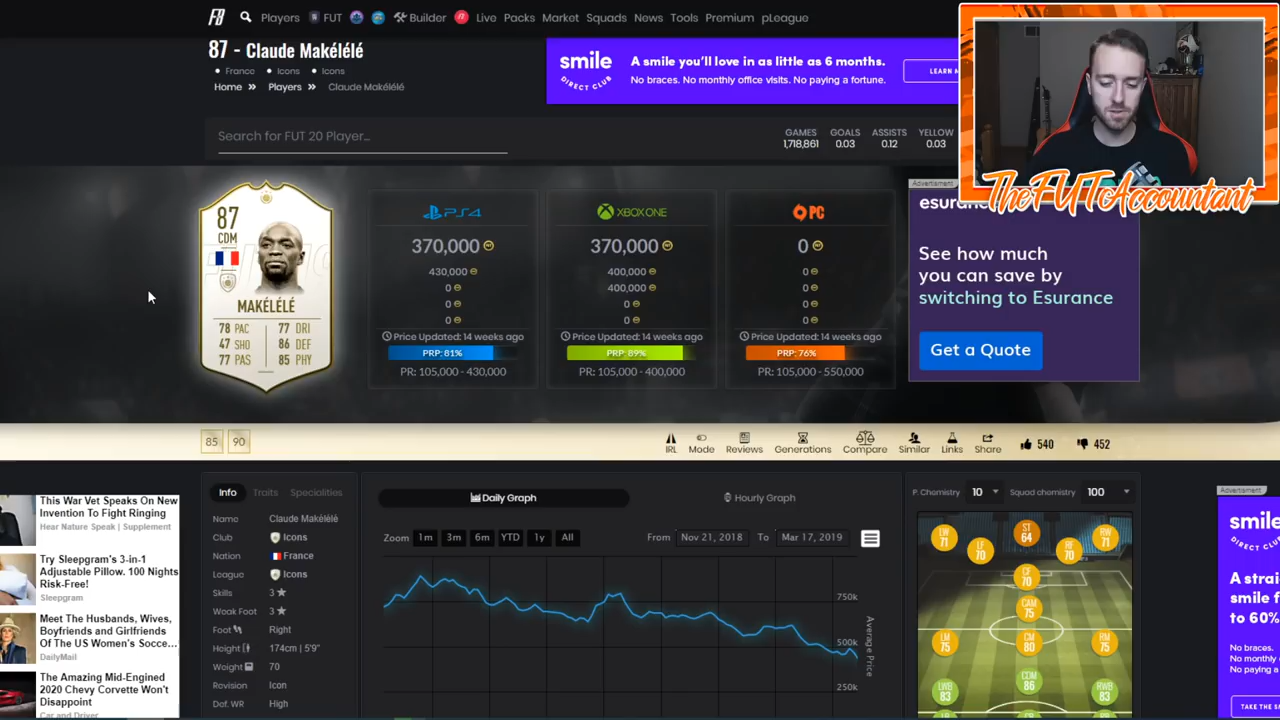 F8 Players FUT Builder Live Packs Market Squads News Tools Premium pLeague
87 - Claude Makélélé
France Icons Icons
Home » Players » Claude Makélélé
smile DIRECT CLUB
A smile you'll love in as little as 6 months.
No braces. No monthly office visits. No paying a fortune.
LEARN M
Search for FUT 20 Player...
GAMES GOALS ASSISTS YELLOW
1,718,861 0.03 0.12 0.03
TheFUTAccountant
87
CDM
MAKÉLÉLÉ
78 PAC 77 DRI
47 SHO 86 DEF
77 PAS 85 PHY
PS4
370,000
430,000
0
0
0
Price Updated: 14 weeks ago
PRP: 81%
PR: 105,000 - 430,000
XBOX ONE
370,000
400,000
400,000
0
0
Price Updated: 14 weeks ago
PRP: 89%
PR: 105,000 - 400,000
PC
0
0
0
0
0
Price Updated: 14 weeks ago
PRP: 76%
PR: 105,000 - 550,000
Advertisment
esurance
See how much
you can save by
switching to Esurance
Get a Quote
85 90
IRL Mode Reviews Generations Compare Similar Links Share 540 452
This War Vet Speaks On New
Invention To Fight Ringing
Hear Nature Speak | Supplement
Try Sleepgram's 3-in-1
Adjustable Pillow. 100 Nights
Risk-Free!
Sleepgram
Meet The Husbands, Wives,
Boyfriends and Girlfriends
Of The US Women's Socce...
DailyMail
The Amazing Mid-Engined
2020 Chevy Corvette Won't
Disappoint
Car and Driver
Info Traits Specialities
Name Claude Makélélé
Club Icons
Nation France
League Icons
Skills 3
Weak Foot 3
Foot Right
Height 174cm | 5'9"
Weight 70
Revision Icon
Def. WR High
Daily Graph Hourly Graph
Zoom 1m 3m 6m YTD 1y All From Nov 21, 2018 To Mar 17, 2019
750k
500k
250k
Average Price
P. Chemistry 10 Squad chemistry 100
LW 71
ST 64
RW 71
LF 70
RF 70
CF 70
CAM 75
LM 75
CM 80
RM 75
LWB 83
CDM 86
RWB 83
LB
CB
RB
Advertisment
smile
DIRECT CLUB
A strai
smile f
to 60%
No braces.
No monthly
No paying a
TAKE THE S